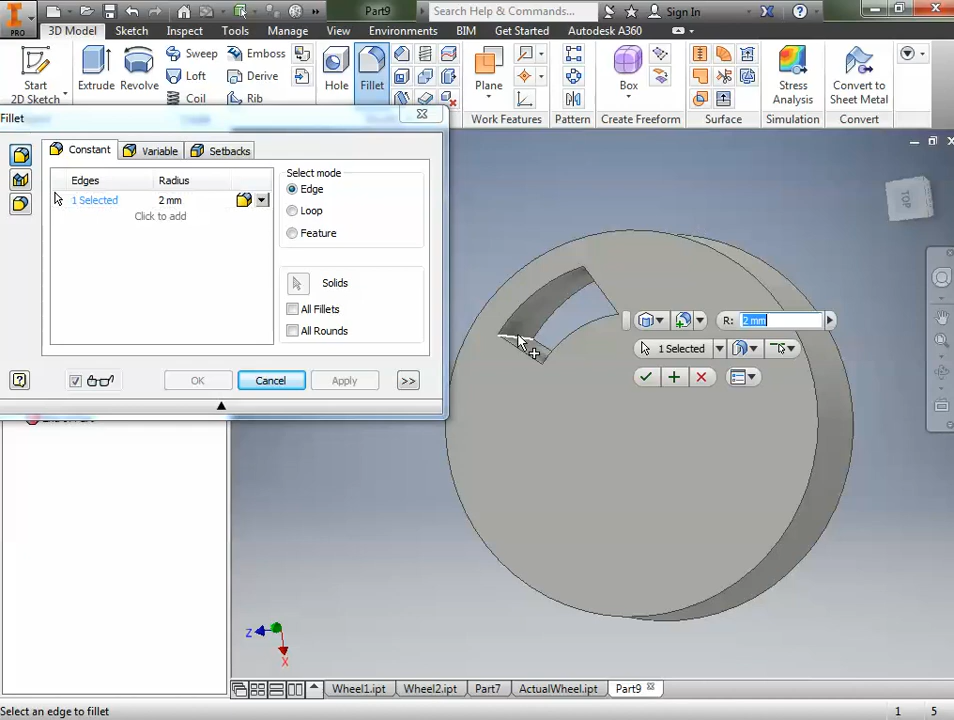 Part9
Search Help & Commands...
Sign In
PRO
3D Model
Sketch
Inspect
Tools
Manage
View
Environments
BIM
Get Started
Autodesk A360
Start
2D Sketch
Extrude
Revolve
Sweep
Loft
Coil
Emboss
Derive
Rib
Hole
Fillet
Plane
Box
Stress
Analysis
Convert to
Sheet Metal
Work Features
Pattern
Create Freeform
Surface
Simulation
Convert
Fillet
Constant
Variable
Setbacks
Edges
Radius
1 Selected
2 mm
Click to add
Select mode
Edge
Loop
Feature
Solids
All Fillets
All Rounds
OK
Cancel
Apply
>>
TOP
R:
2 mm
1 Selected
Z
X
Wheel1.ipt
Wheel2.ipt
Part7
ActualWheel.ipt
Part9
Select an edge to fillet
1
5